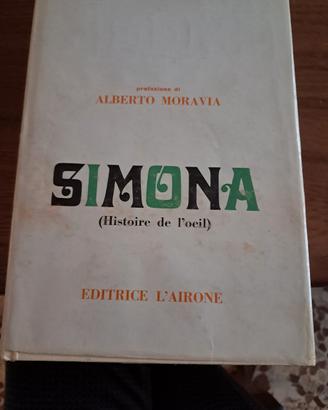 prefazione di
ALBERTO MORAVIA
SIMONA
(Histoire de l'oeil)
EDITRICE L'AIRONE